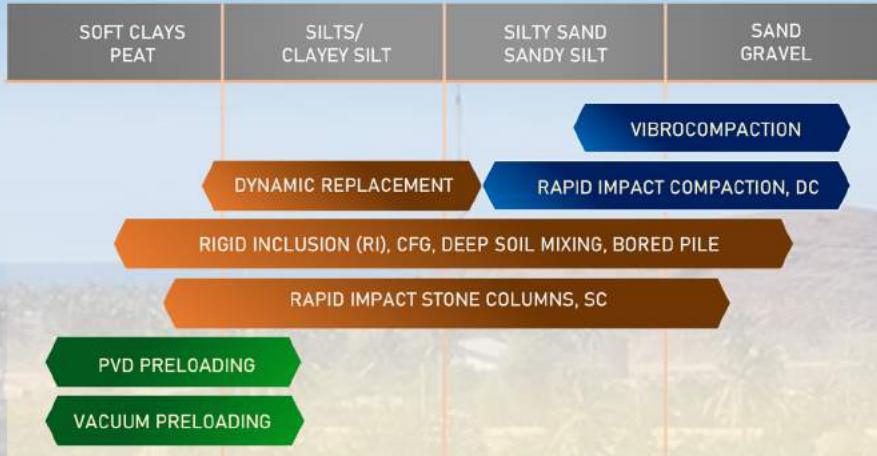 SOFT CLAYS
PEAT
SILTS/
CLAYEY SILT
SILTY SAND
SANDY SILT
SAND
GRAVEL
VIBROCOMPACTION
DYNAMIC REPLACEMENT
RAPID IMPACT COMPACTION, DC
RIGID INCLUSION (RI), CFG, DEEP SOIL MIXING, BORED PILE
RAPID IMPACT STONE COLUMNS, SC
PVD PRELOADING
VACUUM PRELOADING